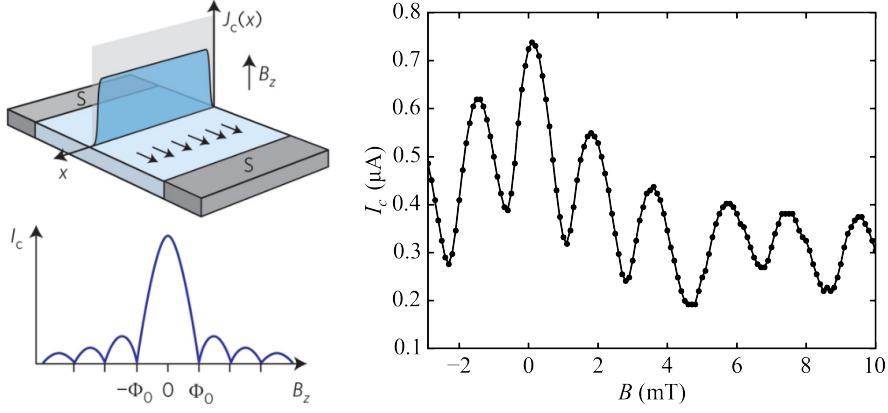 J_c(x)
B_z
S
S
x
I_c
−Φ_0 0 Φ_0 B_z
0.8
0.7
0.6
0.5
0.4
0.3
0.2
0.1
I_c (μA)
−2 0 2 4 6 8 10
B (mT)